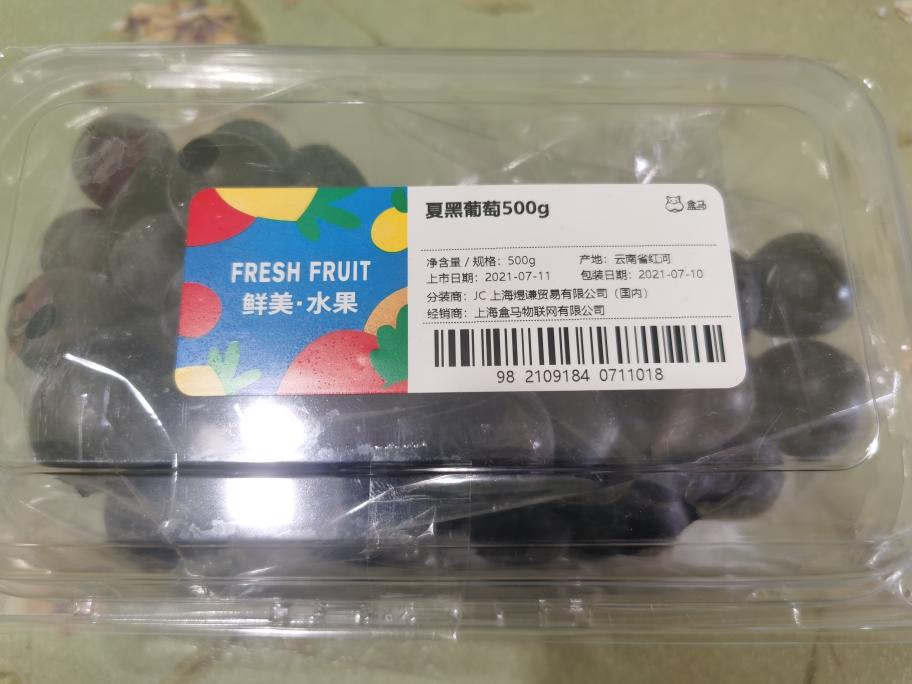 FRESH FRUIT
鲜美·水果
夏黑葡萄500g
盒马
净含量/规格：500g 产地：云南省红河
上市日期：2021-07-11 包装日期：2021-07-10
分装商：JC 上海熤谦贸易有限公司（国内）
经销商：上海盒马物联网有限公司
98 2109184 0711018